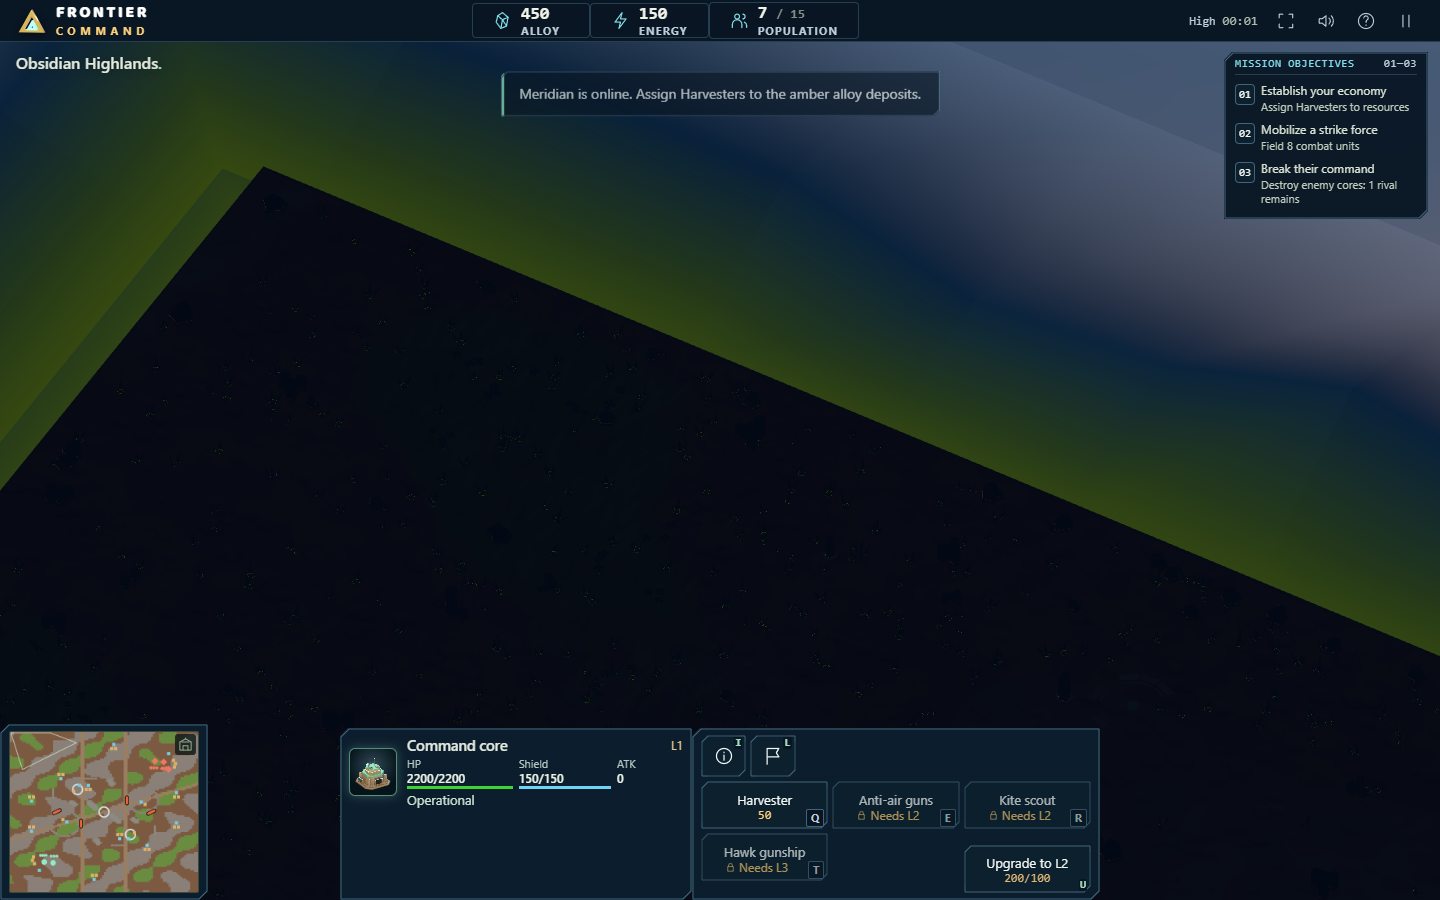 FRONTIER
COMMAND
450
ALLOY
150
ENERGY
7 / 15
POPULATION
High 00:01
Obsidian Highlands.
Meridian is online. Assign Harvesters to the amber alloy deposits.
MISSION OBJECTIVES 01—03
01 Establish your economy
Assign Harvesters to resources
02 Mobilize a strike force
Field 8 combat units
03 Break their command
Destroy enemy cores: 1 rival
remains
Command core L1
HP Shield ATK
2200/2200 150/150 0
Operational
I L
Harvester
50 Q
Anti-air guns
Needs L2 E
Kite scout
Needs L2 R
Hawk gunship
Needs L3 T
Upgrade to L2
200/100 U